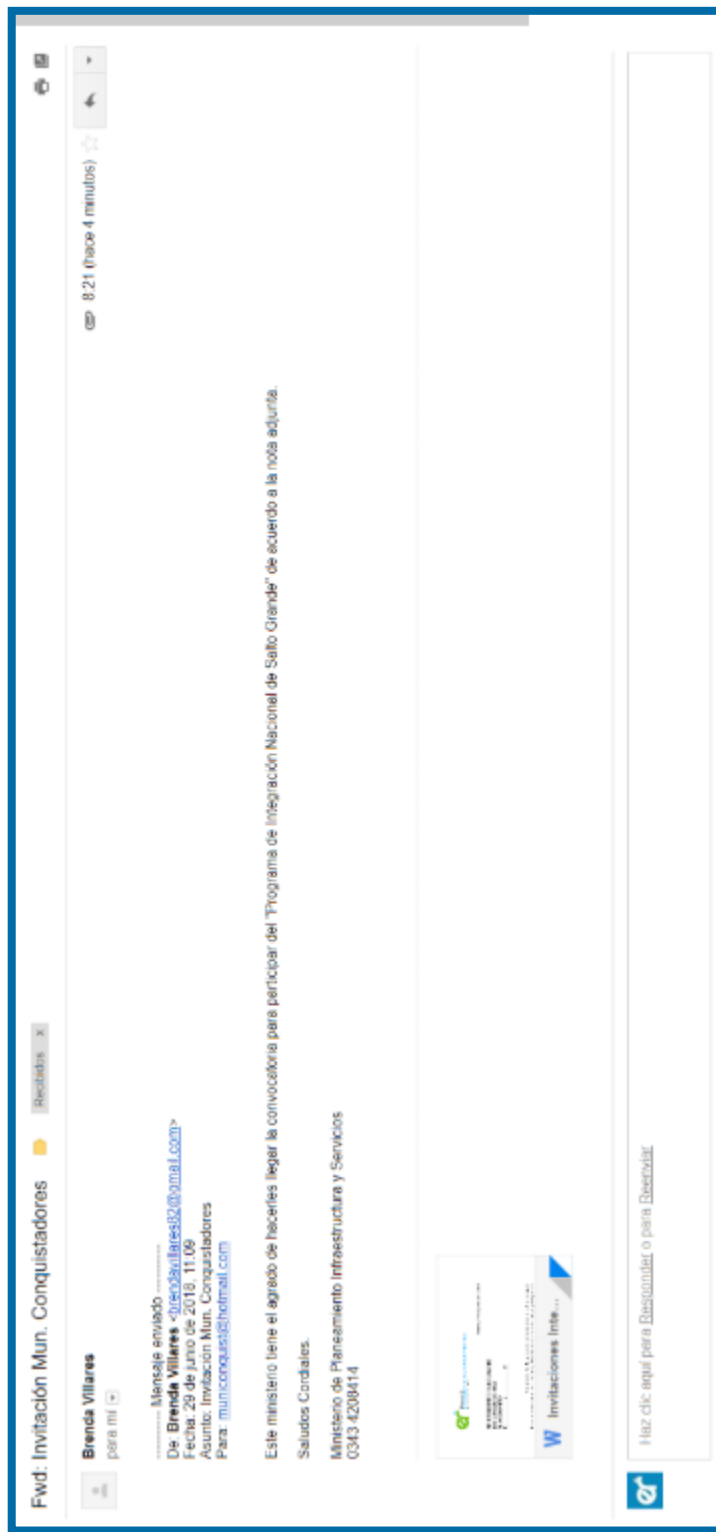 Fwd: Invitación Mun. Conquistadores
Recibidos x
Brenda Villares
8:21 (hace 4 minutos)
para mí
---------- Mensaje enviado ----------
De: Brenda Villares <brendavillares82@gmail.com>
Fecha: 29 de junio de 2018, 11:09
Asunto: Invitación Mun. Conquistadores
Para: municonquist@hotmail.com
Este ministerio tiene el agrado de hacerles llegar la convocatoria para participar del "Programa de Integración Nacional de Salto Grande" de acuerdo a la nota adjunta.
Saludos Cordiales.
Ministerio de Planeamiento Infraestructura y Servicios
0343 4208414
er
W Invitaciones Inte...
er
Haz clic aquí para Responder o para Reenviar